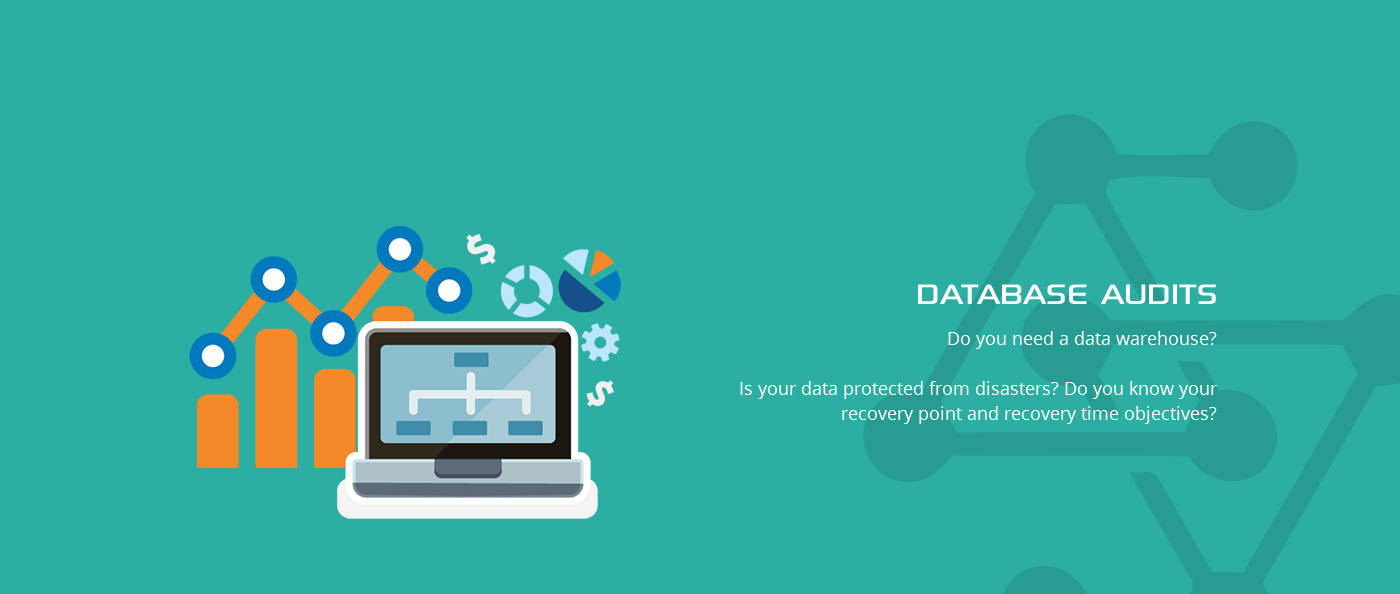 DATABASE AUDITS
Do you need a data warehouse?
Is your data protected from disasters? Do you know your
recovery point and recovery time objectives?